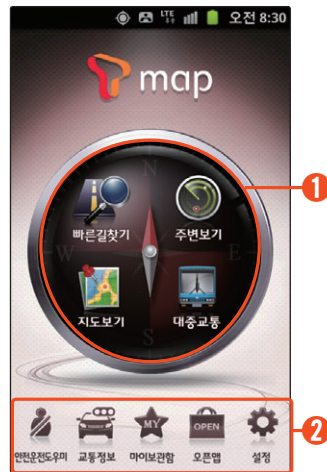 LTE 오전 8:30
T map
N
빠른길찾기 주변보기
W E
지도보기 대중교통
S
MY OPEN
안전운전도우미 교통정보 마이보관함 오픈앱 설정
1
2